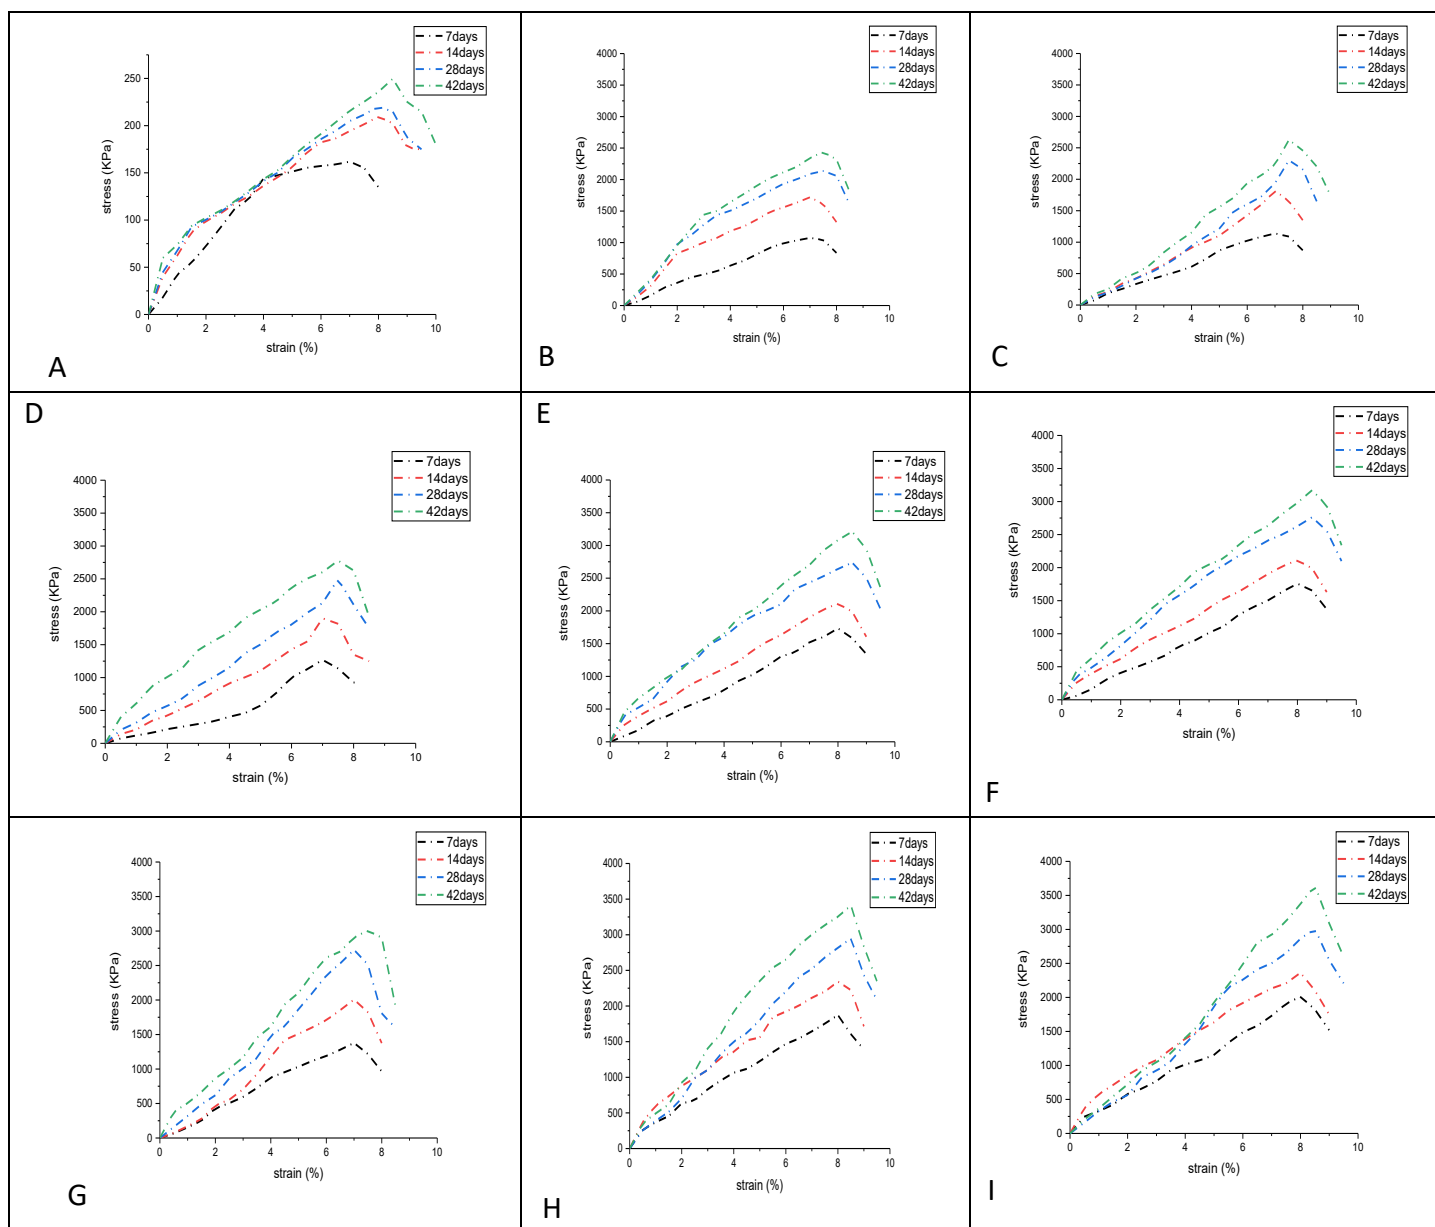 7days
14days
28days
42days
250
200
150
100
50
0
0 2 4 6 8 10
stress (KPa)
strain (%)
A
7days
14days
28days
42days
4000
3500
3000
2500
2000
1500
1000
500
0
0 2 4 6 8 10
stress (KPa)
strain (%)
B
7days
14days
28days
42days
4000
3500
3000
2500
2000
1500
1000
500
0
0 2 4 6 8 10
stress (KPa)
strain (%)
C
D
7days
14days
28days
42days
4000
3500
3000
2500
2000
1500
1000
500
0
0 2 4 6 8 10
stress (KPa)
strain (%)
E
7days
14days
28days
42days
4000
3500
3000
2500
2000
1500
1000
500
0
0 2 4 6 8 10
stress (KPa)
strain (%)
7days
14days
28days
42days
4000
3500
3000
2500
2000
1500
1000
500
0
0 2 4 6 8 10
stress (KPa)
strain (%)
F
7days
14days
28days
42days
4000
3500
3000
2500
2000
1500
1000
500
0
0 2 4 6 8 10
stress (KPa)
strain (%)
G
7days
14days
28days
42days
4000
3500
3000
2500
2000
1500
1000
500
0
0 2 4 6 8 10
stress (KPa)
strain (%)
H
7days
14days
28days
42days
4000
3500
3000
2500
2000
1500
1000
500
0
0 2 4 6 8 10
stress (KPa)
strain (%)
I